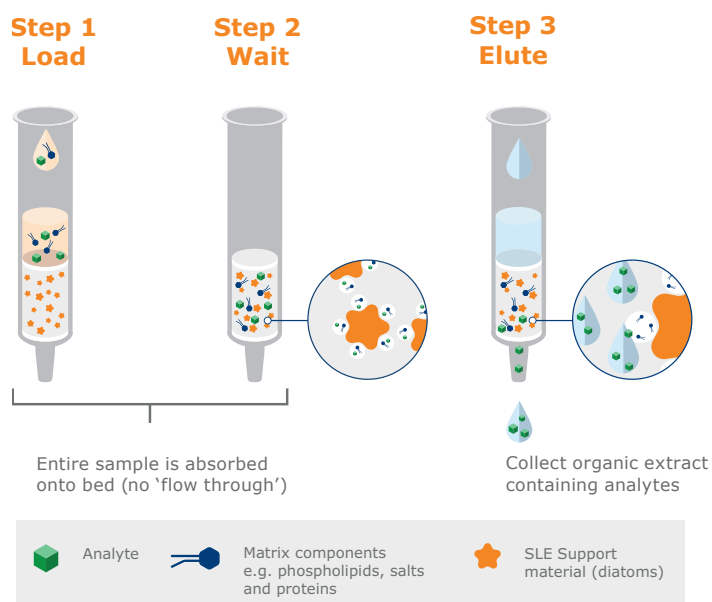 Step 1
Load
Step 2
Wait
Step 3
Elute
Entire sample is absorbed
onto bed (no ‘flow through’)
Collect organic extract
containing analytes
Analyte
Matrix components
e.g. phospholipids, salts
and proteins
SLE Support
material (diatoms)